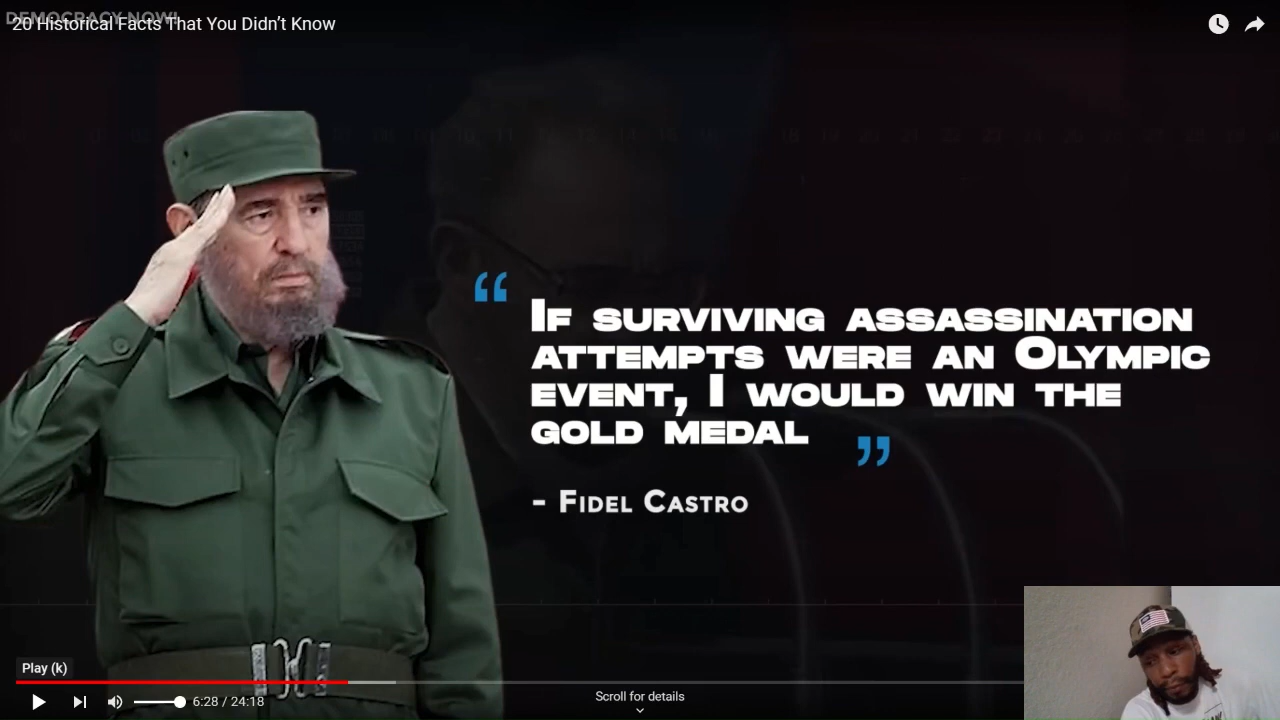 DEMOCRACY NOW!
20 Historical Facts That You Didn’t Know
“
If surviving assassination
attempts were an Olympic
event, I would win the
gold medal
”
- Fidel Castro
Play (k)
6:28 / 24:18
Scroll for details